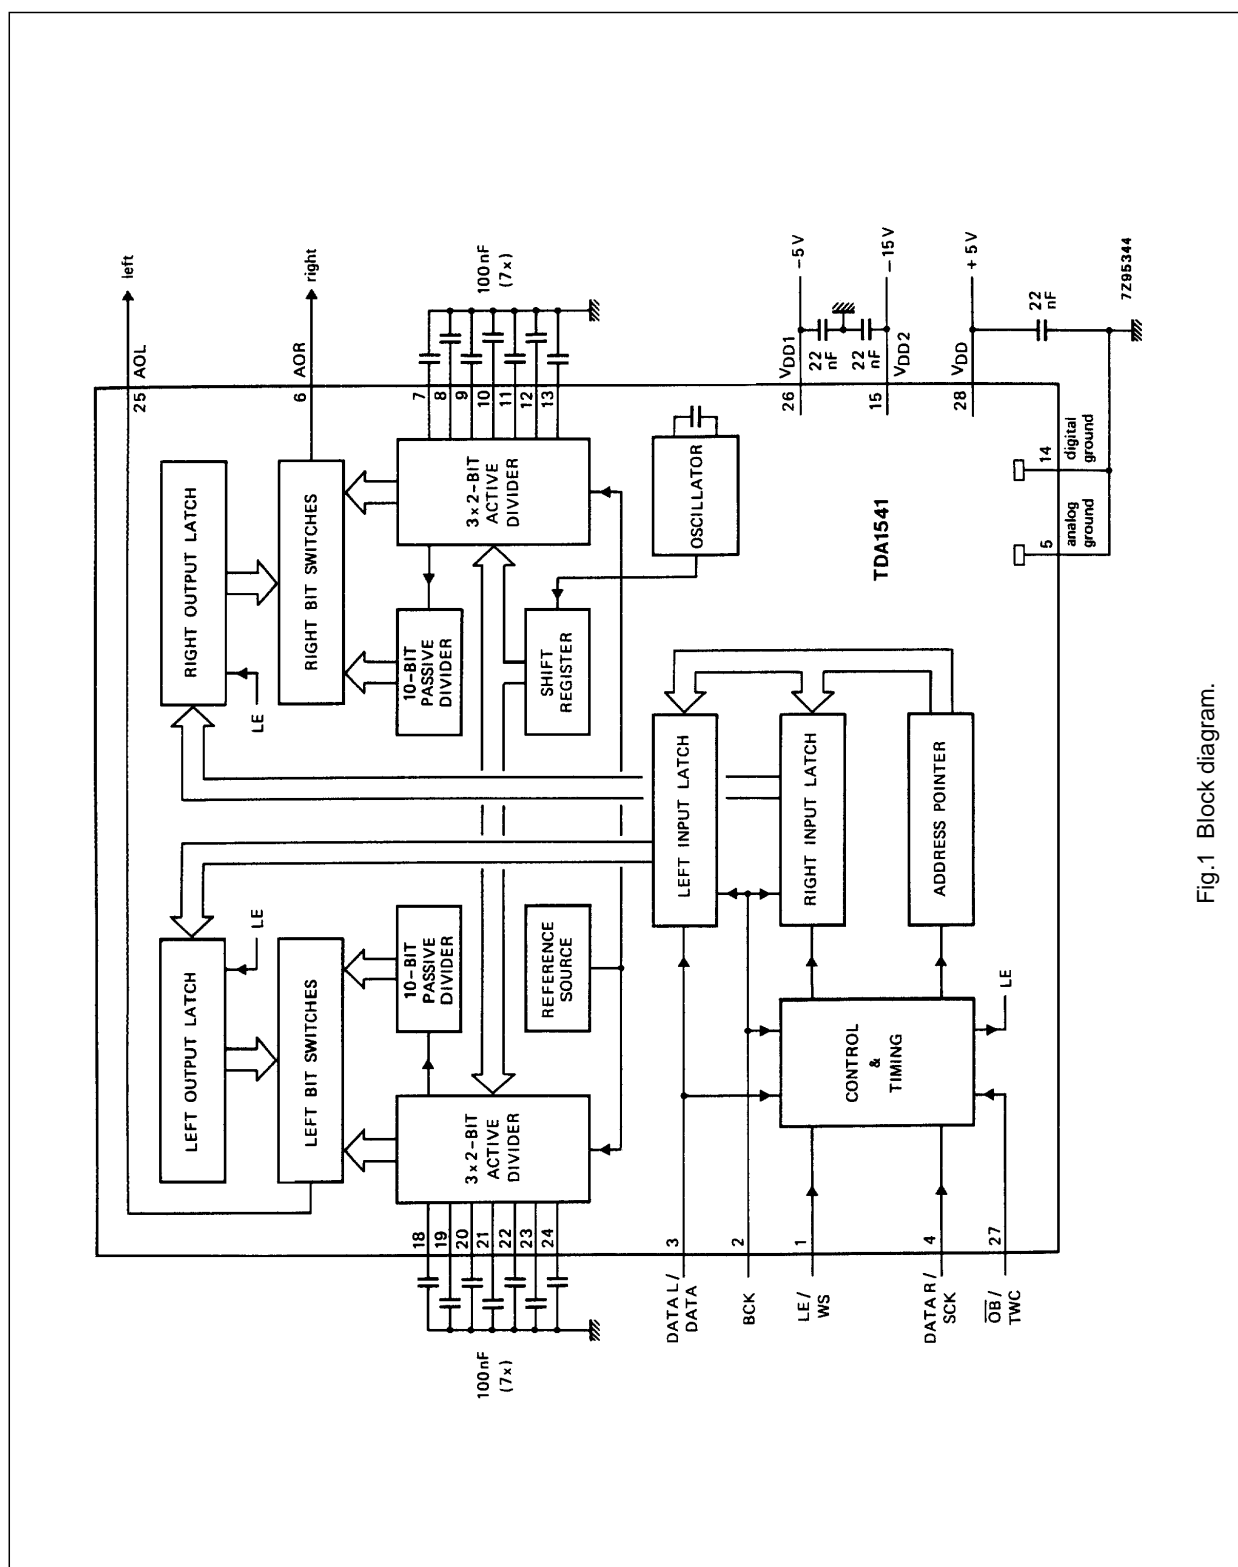 100nF
(7x)
18
19
20
21
22
23
24
DATA L/
DATA
3
BCK
2
LE/
WS
1
DATA R/
SCK
4
OB/
TWC
27
LEFT OUTPUT LATCH
LE
LEFT BIT SWITCHES
3 x 2-BIT
ACTIVE
DIVIDER
10-BIT
PASSIVE
DIVIDER
REFERENCE
SOURCE
CONTROL
&
TIMING
LE
LEFT INPUT LATCH
RIGHT INPUT LATCH
ADDRESS POINTER
RIGHT OUTPUT LATCH
LE
RIGHT BIT SWITCHES
10-BIT
PASSIVE
DIVIDER
3 x 2-BIT
ACTIVE
DIVIDER
SHIFT
REGISTER
OSCILLATOR
TDA1541
25
AOL
left
6
AOR
right
7
8
9
10
11
12
13
100nF
(7x)
26
VDD1
-5V
22
nF
22
nF
15
VDD2
-15V
28
VDD
+5V
22
nF
5
analog
ground
14
digital
ground
7Z95344
Fig.1 Block diagram.